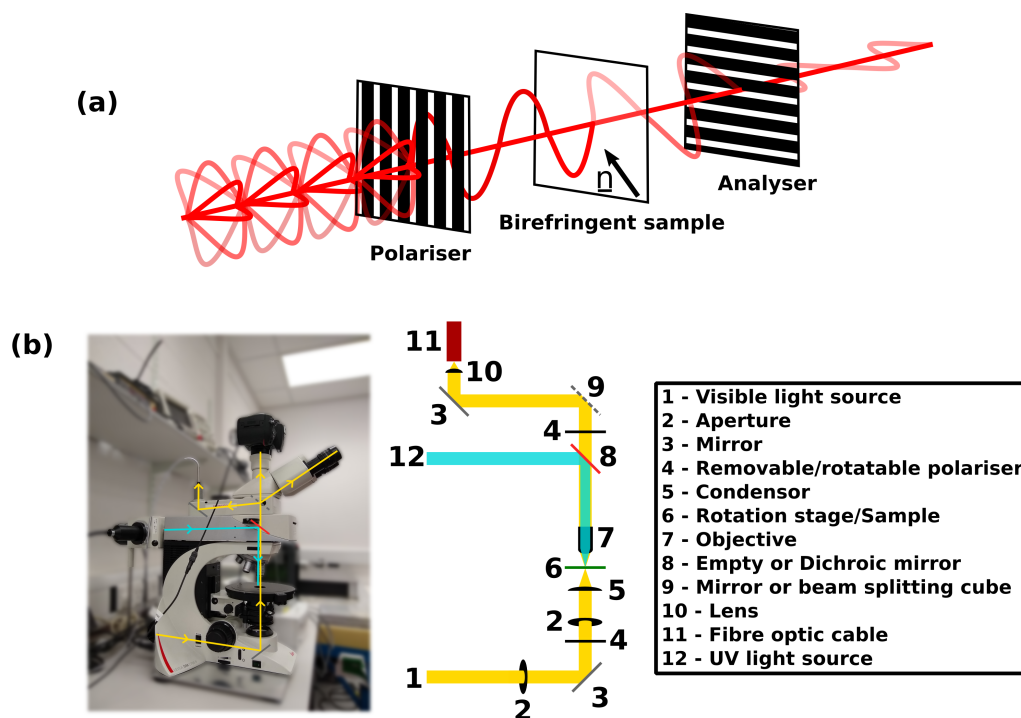 (a)
Polariser
n
Birefringent sample
Analyser
(b)
11
10
3
9
4
12
8
7
6
5
2
4
1
2
3
1 - Visible light source
2 - Aperture
3 - Mirror
4 - Removable/rotatable polariser
5 - Condensor
6 - Rotation stage/Sample
7 - Objective
8 - Empty or Dichroic mirror
9 - Mirror or beam splitting cube
10 - Lens
11 - Fibre optic cable
12 - UV light source